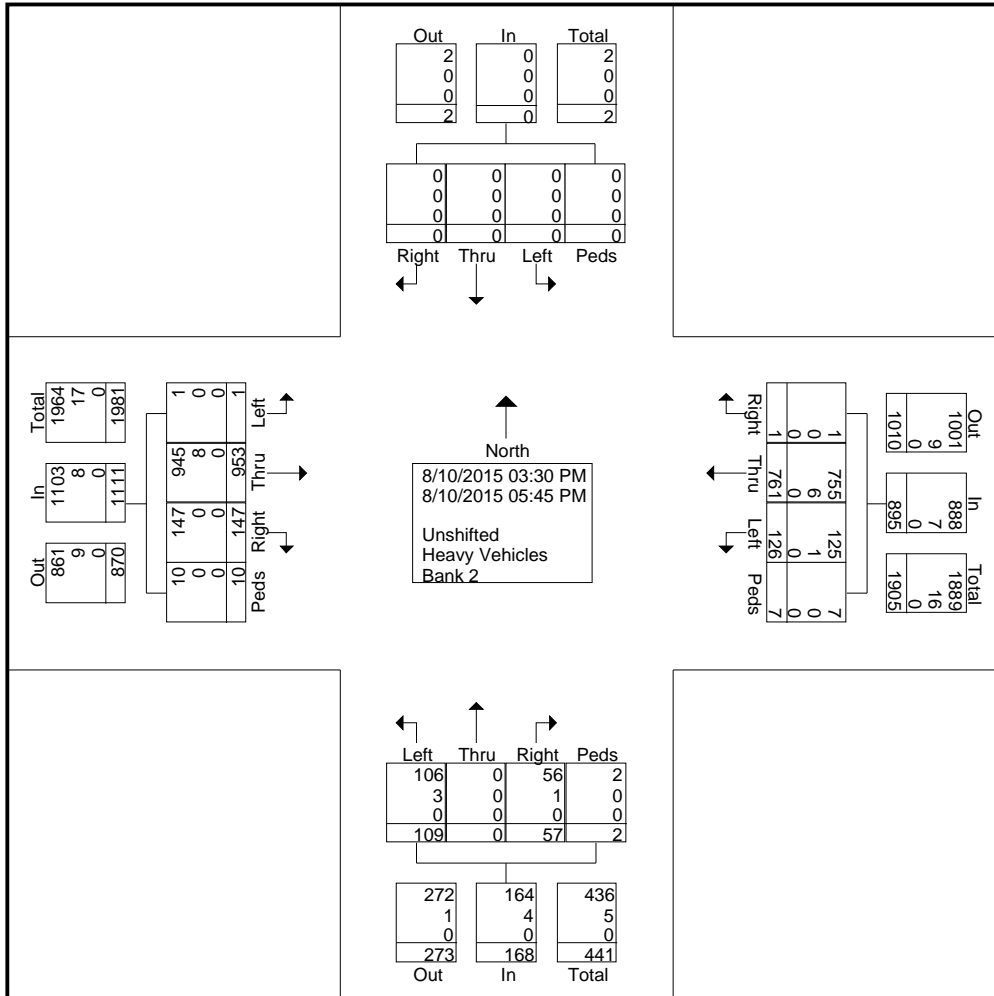 Out In Total
2 0 2
0 0 0
0 0 0
2 0 2
0 0 0 0
0 0 0 0
0 0 0 0
0 0 0 0
Right Thru Left Peds
Total
1964
17
0
1981
In
1103
8
0
1111
Out
861
9
0
870
1
0
0
1
Left
945
8
0
953
Thru
147
0
0
147
Right
10
0
0
10
Peds
North
8/10/2015 03:30 PM
8/10/2015 05:45 PM
Unshifted
Heavy Vehicles
Bank 2
Right
1
0
0
1
Thru
755
6
0
761
Left
125
1
0
126
Peds
7
0
0
7
Out
1001
9
0
1010
In
888
7
0
895
Total
1889
16
0
1905
Left Thru Right Peds
106 0 56 2
3 0 1 0
0 0 0 0
109 0 57 2
272 164 436
1 4 5
0 0 0
273 168 441
Out In Total